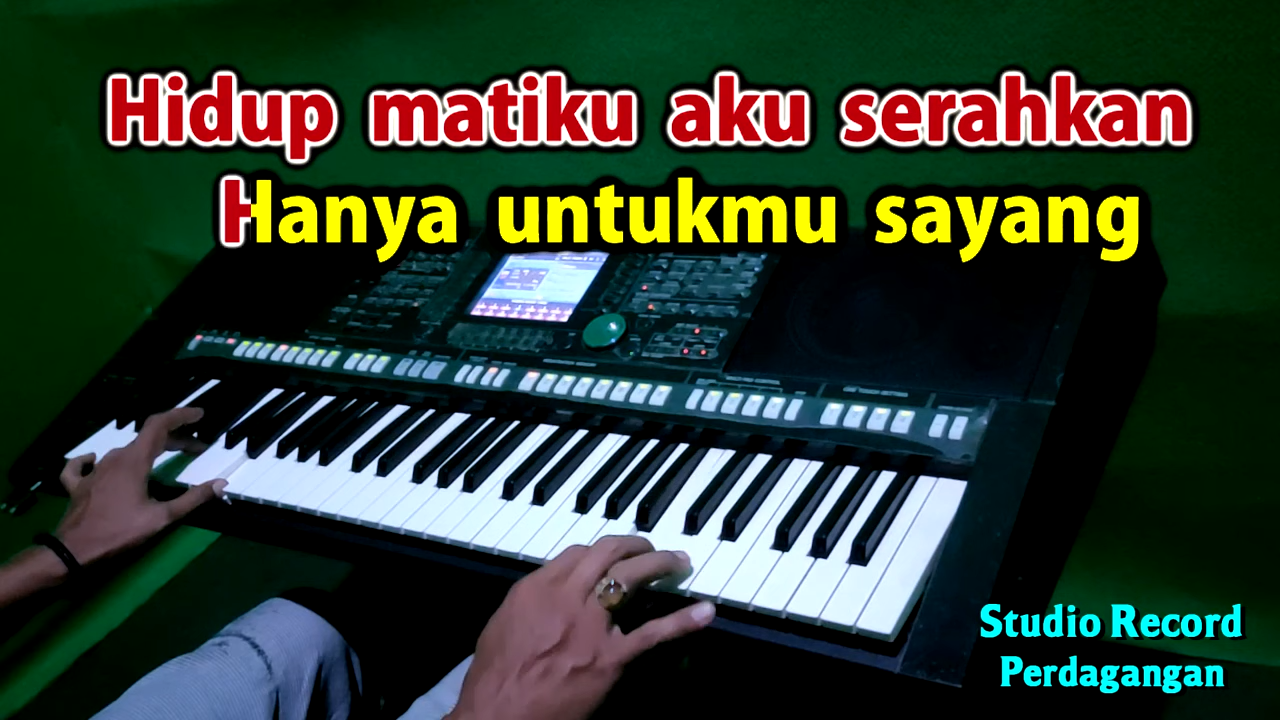 Hidup matiku aku serahkan
Hanya untukmu sayang
Studio Record
Perdagangan